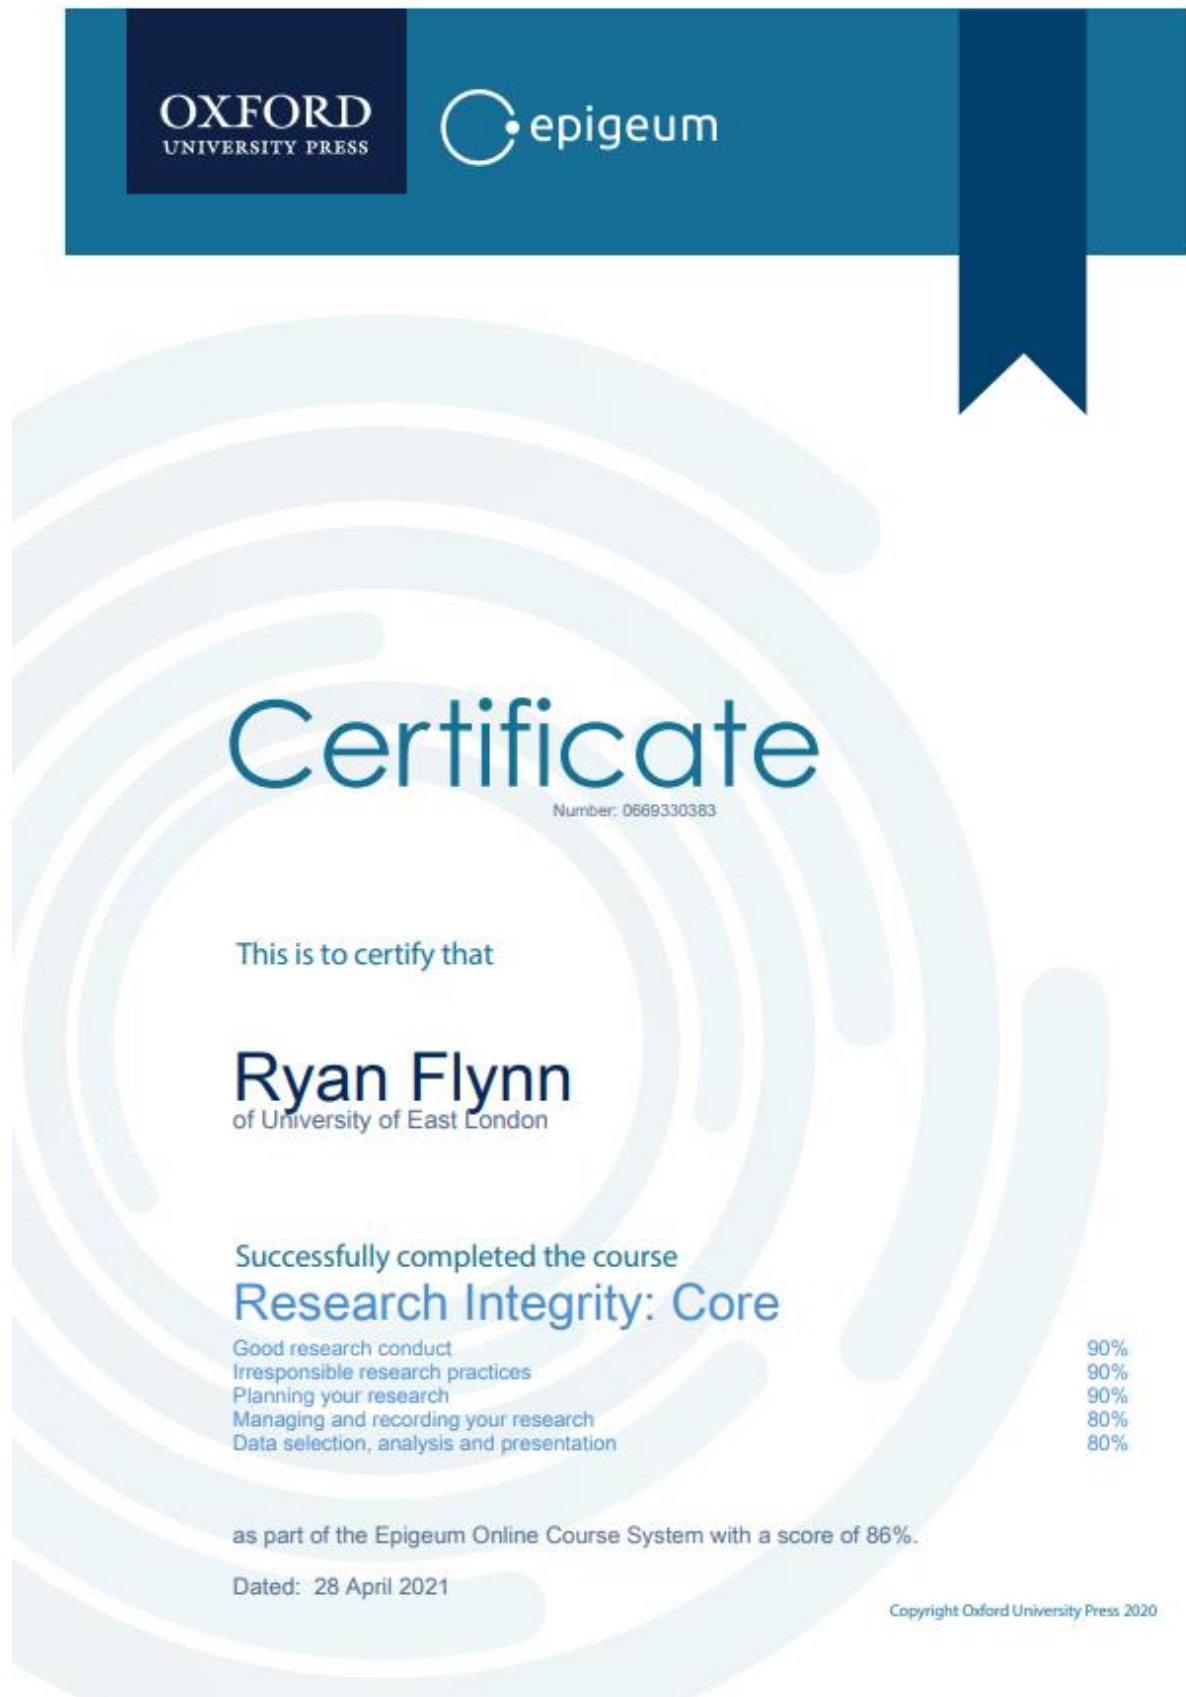 OXFORD
UNIVERSITY PRESS
epigeum
Certificate
Number: 0669330383
This is to certify that
Ryan Flynn
of University of East London
Successfully completed the course
Research Integrity: Core
Good research conduct 90%
Irresponsible research practices 90%
Planning your research 90%
Managing and recording your research 80%
Data selection, analysis and presentation 80%
as part of the Epigeum Online Course System with a score of 86%.
Dated: 28 April 2021
Copyright Oxford University Press 2020